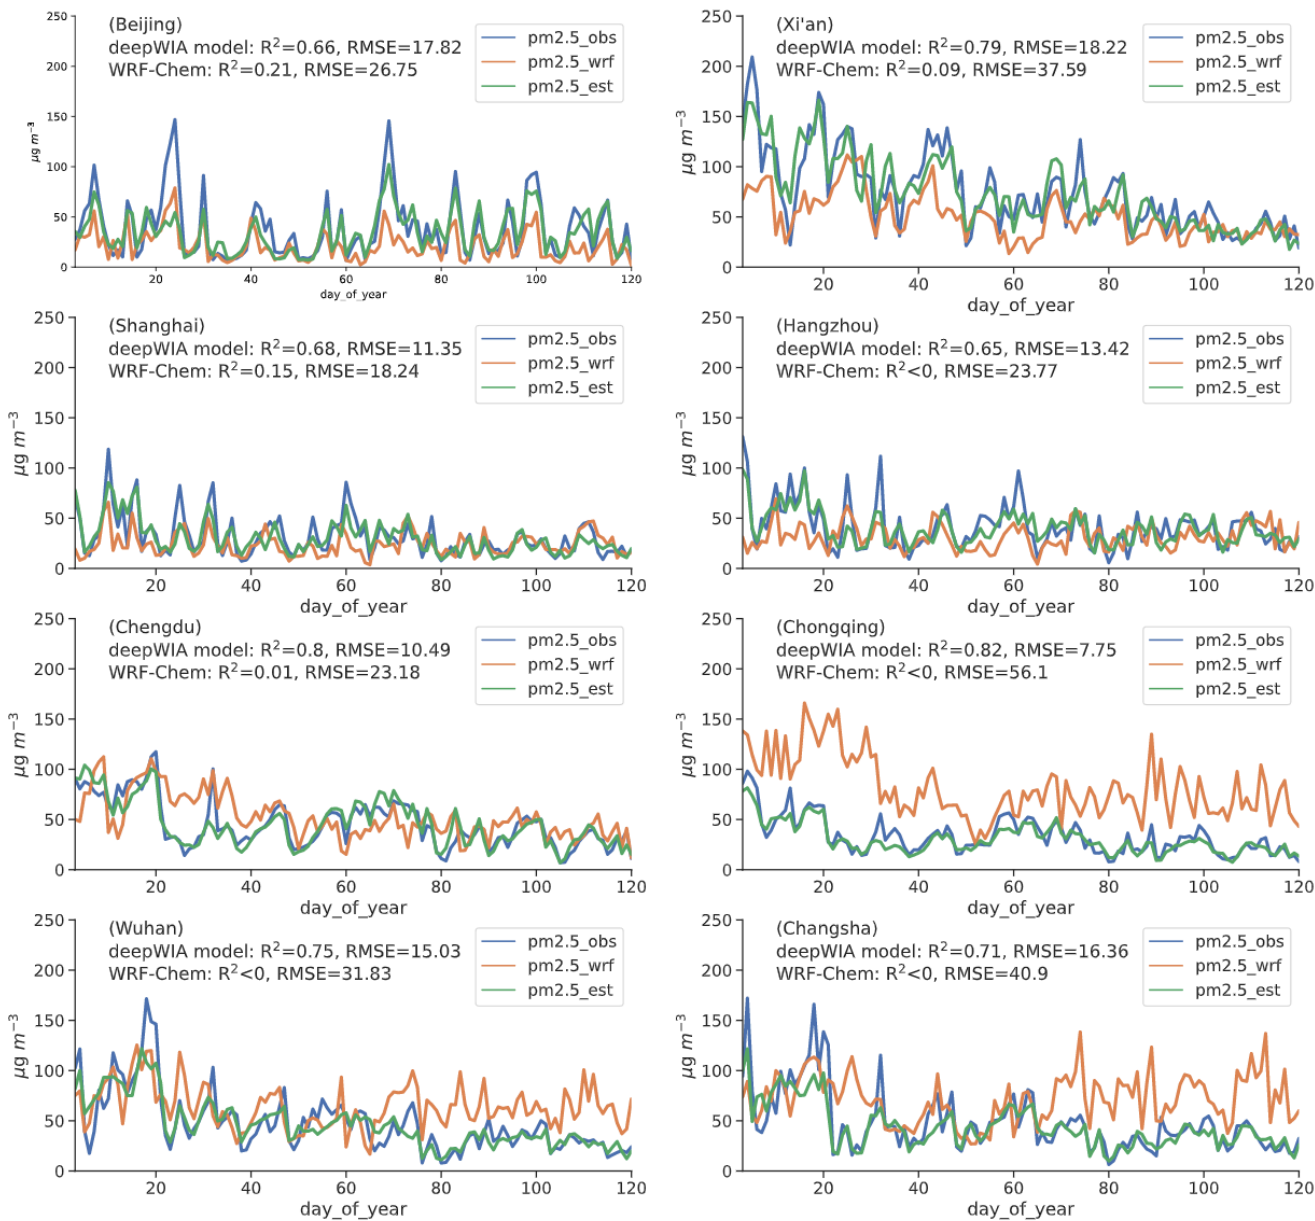 (Beijing)
deepWIA model: R²=0.66, RMSE=17.82
WRF-Chem: R²=0.21, RMSE=26.75
pm2.5_obs
pm2.5_wrf
pm2.5_est
250
200
150
100
50
0
μg m⁻³
20 40 60 80 100 120
day_of_year
(Xi'an)
deepWIA model: R²=0.79, RMSE=18.22
WRF-Chem: R²=0.09, RMSE=37.59
pm2.5_obs
pm2.5_wrf
pm2.5_est
250
200
150
100
50
0
μg m⁻³
20 40 60 80 100 120
day_of_year
(Shanghai)
deepWIA model: R²=0.68, RMSE=11.35
WRF-Chem: R²=0.15, RMSE=18.24
pm2.5_obs
pm2.5_wrf
pm2.5_est
250
200
150
100
50
0
μg m⁻³
20 40 60 80 100 120
day_of_year
(Hangzhou)
deepWIA model: R²=0.65, RMSE=13.42
WRF-Chem: R²<0, RMSE=23.77
pm2.5_obs
pm2.5_wrf
pm2.5_est
250
200
150
100
50
0
μg m⁻³
20 40 60 80 100 120
day_of_year
(Chengdu)
deepWIA model: R²=0.8, RMSE=10.49
WRF-Chem: R²=0.01, RMSE=23.18
pm2.5_obs
pm2.5_wrf
pm2.5_est
250
200
150
100
50
0
μg m⁻³
20 40 60 80 100 120
day_of_year
(Chongqing)
deepWIA model: R²=0.82, RMSE=7.75
WRF-Chem: R²<0, RMSE=56.1
pm2.5_obs
pm2.5_wrf
pm2.5_est
250
200
150
100
50
0
μg m⁻³
20 40 60 80 100 120
day_of_year
(Wuhan)
deepWIA model: R²=0.75, RMSE=15.03
WRF-Chem: R²<0, RMSE=31.83
pm2.5_obs
pm2.5_wrf
pm2.5_est
250
200
150
100
50
0
μg m⁻³
20 40 60 80 100 120
day_of_year
(Changsha)
deepWIA model: R²=0.71, RMSE=16.36
WRF-Chem: R²<0, RMSE=40.9
pm2.5_obs
pm2.5_wrf
pm2.5_est
250
200
150
100
50
0
μg m⁻³
20 40 60 80 100 120
day_of_year